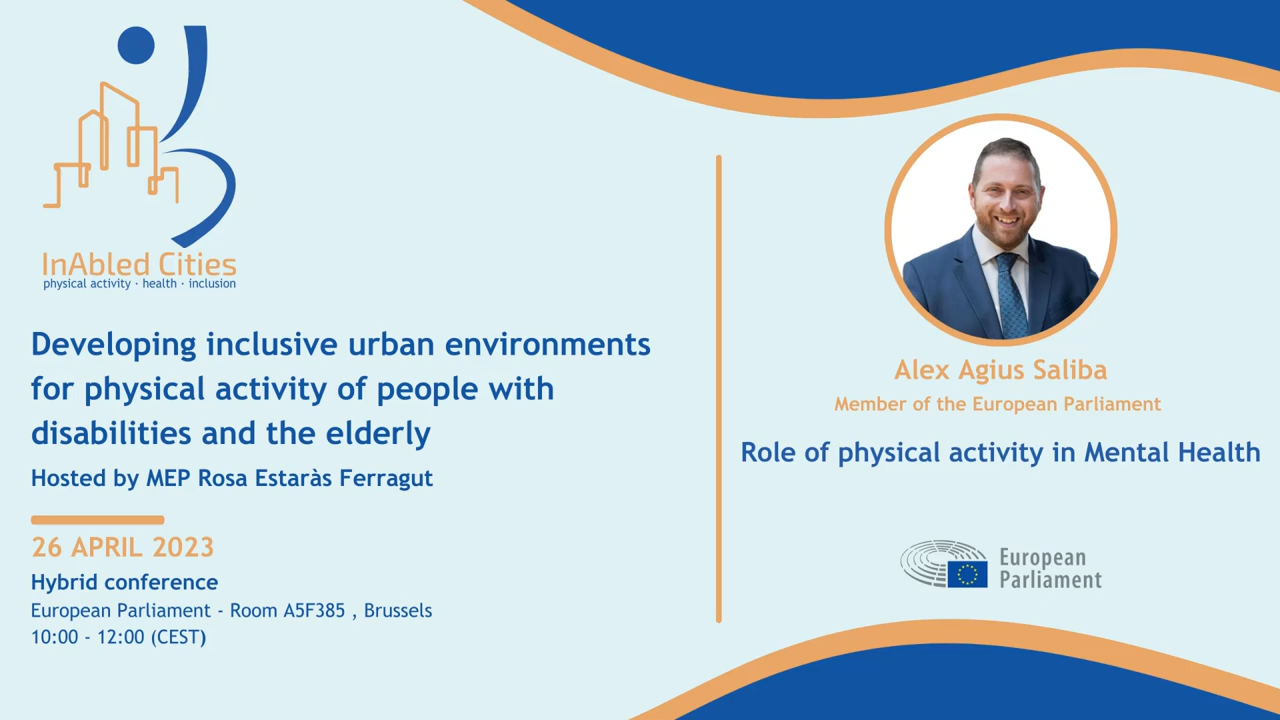 InAbled Cities
physical activity · health · inclusion
Developing inclusive urban environments
for physical activity of people with
disabilities and the elderly
Hosted by MEP Rosa Estaràs Ferragut
26 APRIL 2023
Hybrid conference
European Parliament - Room A5F385 , Brussels
10:00 - 12:00 (CEST)
Alex Agius Saliba
Member of the European Parliament
Role of physical activity in Mental Health
European
Parliament